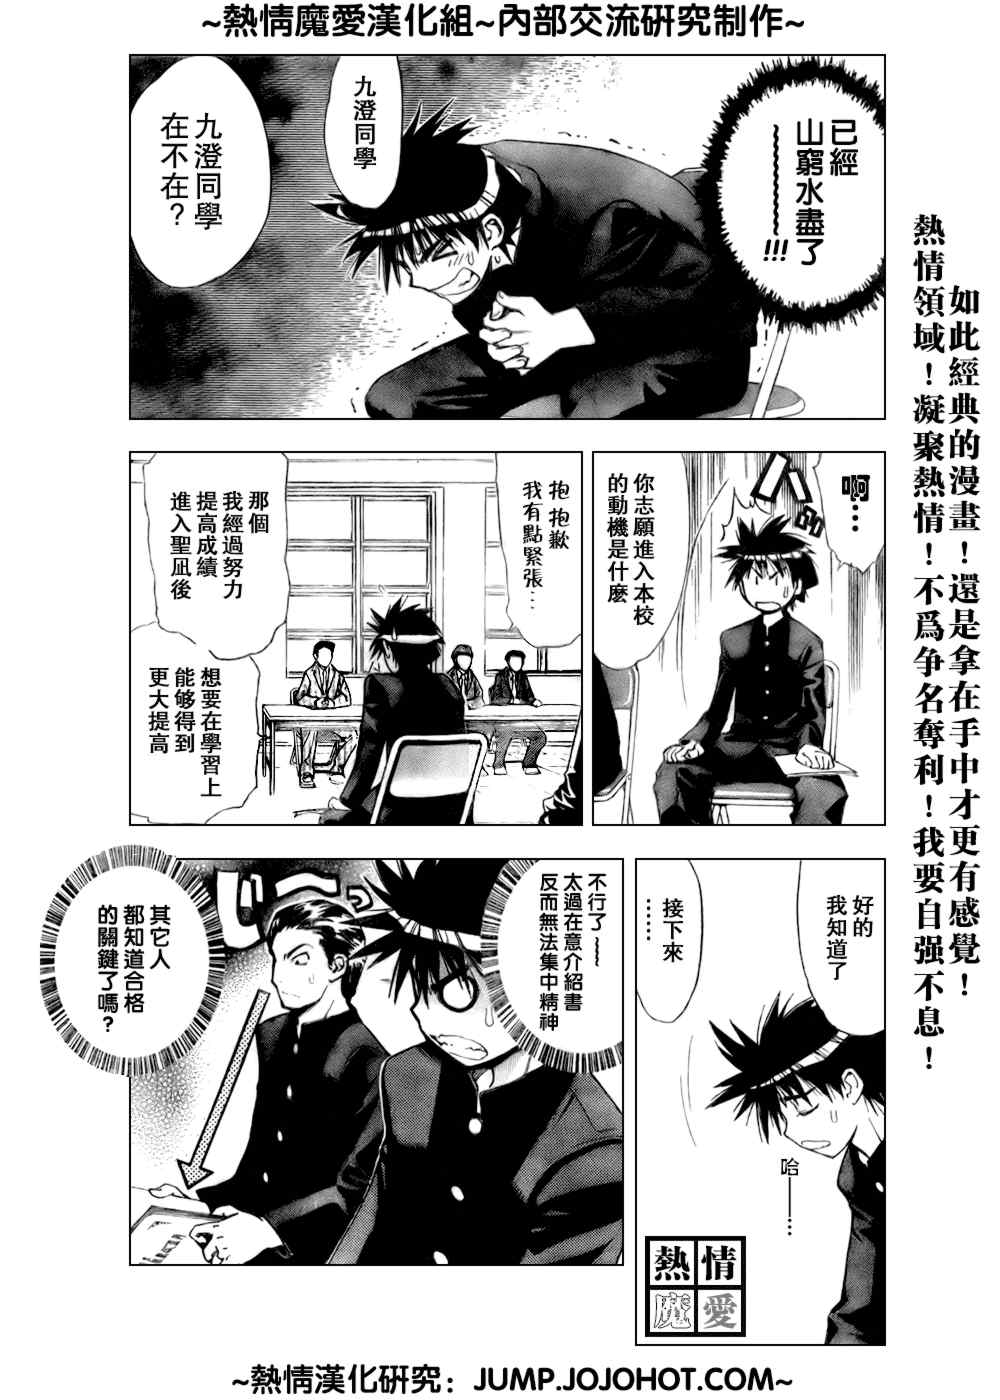 ~熱情魔愛漢化組~內部交流研究制作~
已經
山窮水盡了
~~~~!!!
九澄同學
九澄同學
在不在?
啊…
你志願進入本校
的動機是什麽
抱抱歉
我有點緊張…
那個
我經過努力
提高成績
進入聖凪後
想要在學習上
能够得到
更大提高
好的
我知道了
接下來
……
哈——…
不行了~~
太過在意介紹書
反而無法集中精神
其它人
都知道合格
的關鍵了嗎?
如此經典的漫畫!還是拿在手中才更有感覺!
熱情領域!凝聚熱情!不爲争名奪利!我要自强不息!
熱情
魔愛
~熱情漢化研究: JUMP.JOJOHOT.COM~